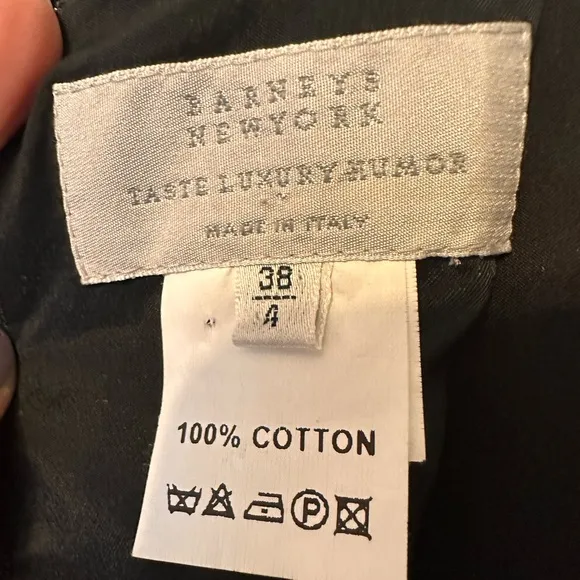 BARNEYS
NEWYORK
TASTE LUXURY HUMOR
MADE IN ITALY
38
4
100% COTTON
P